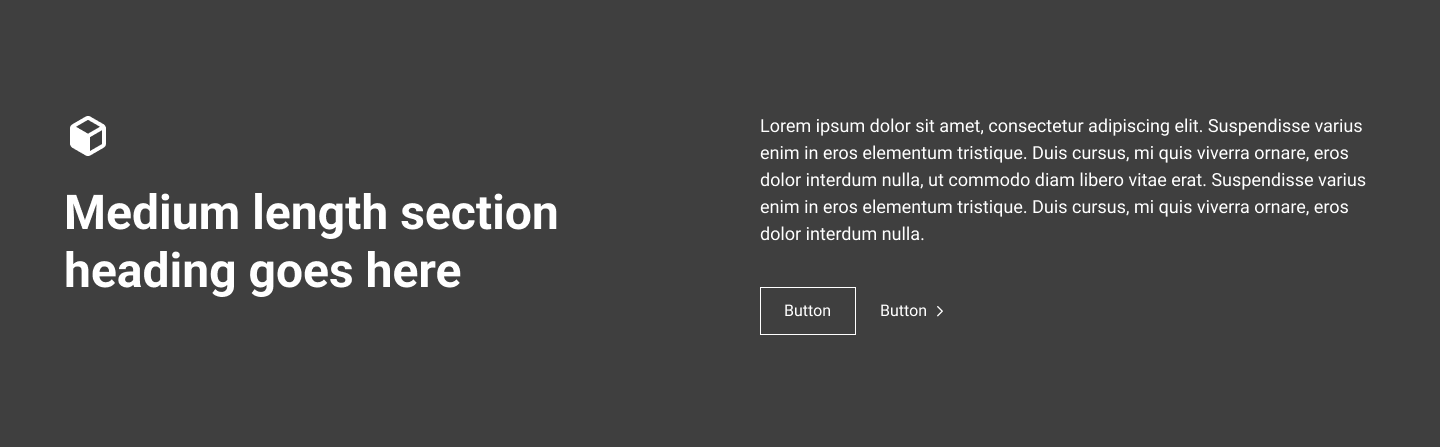 Medium length section
heading goes here
Lorem ipsum dolor sit amet, consectetur adipiscing elit. Suspendisse varius
enim in eros elementum tristique. Duis cursus, mi quis viverra ornare, eros
dolor interdum nulla, ut commodo diam libero vitae erat. Suspendisse varius
enim in eros elementum tristique. Duis cursus, mi quis viverra ornare, eros
dolor interdum nulla.
Button
Button